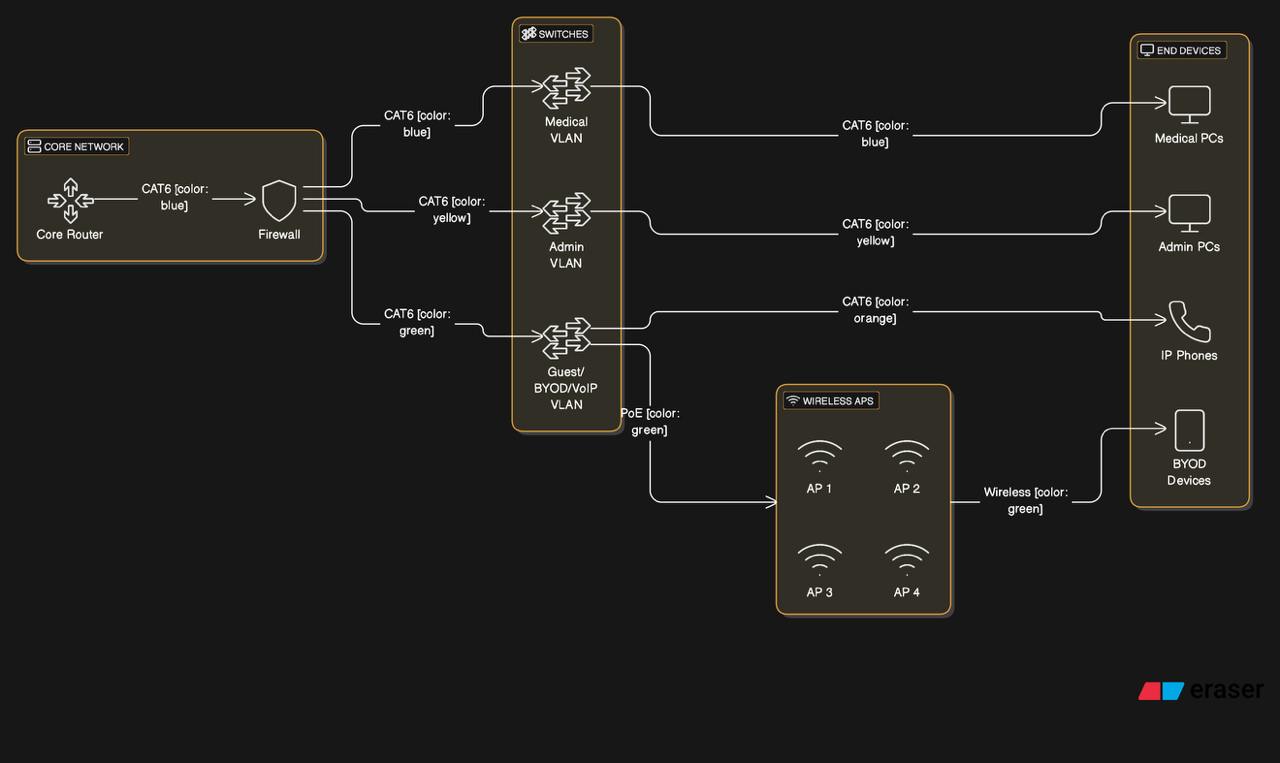 SWITCHES
END DEVICES
CORE NETWORK
CAT6 [color:
blue]
Core Router
Firewall
CAT6 [color:
blue]
CAT6 [color:
yellow]
CAT6 [color:
green]
Medical
VLAN
Admin
VLAN
Guest/
BYOD/VoIP
VLAN
CAT6 [color:
blue]
CAT6 [color:
yellow]
CAT6 [color:
orange]
PoE [color:
green]
WIRELESS APS
AP 1
AP 2
AP 3
AP 4
Wireless [color:
green]
Medical PCs
Admin PCs
IP Phones
BYOD
Devices
eraser